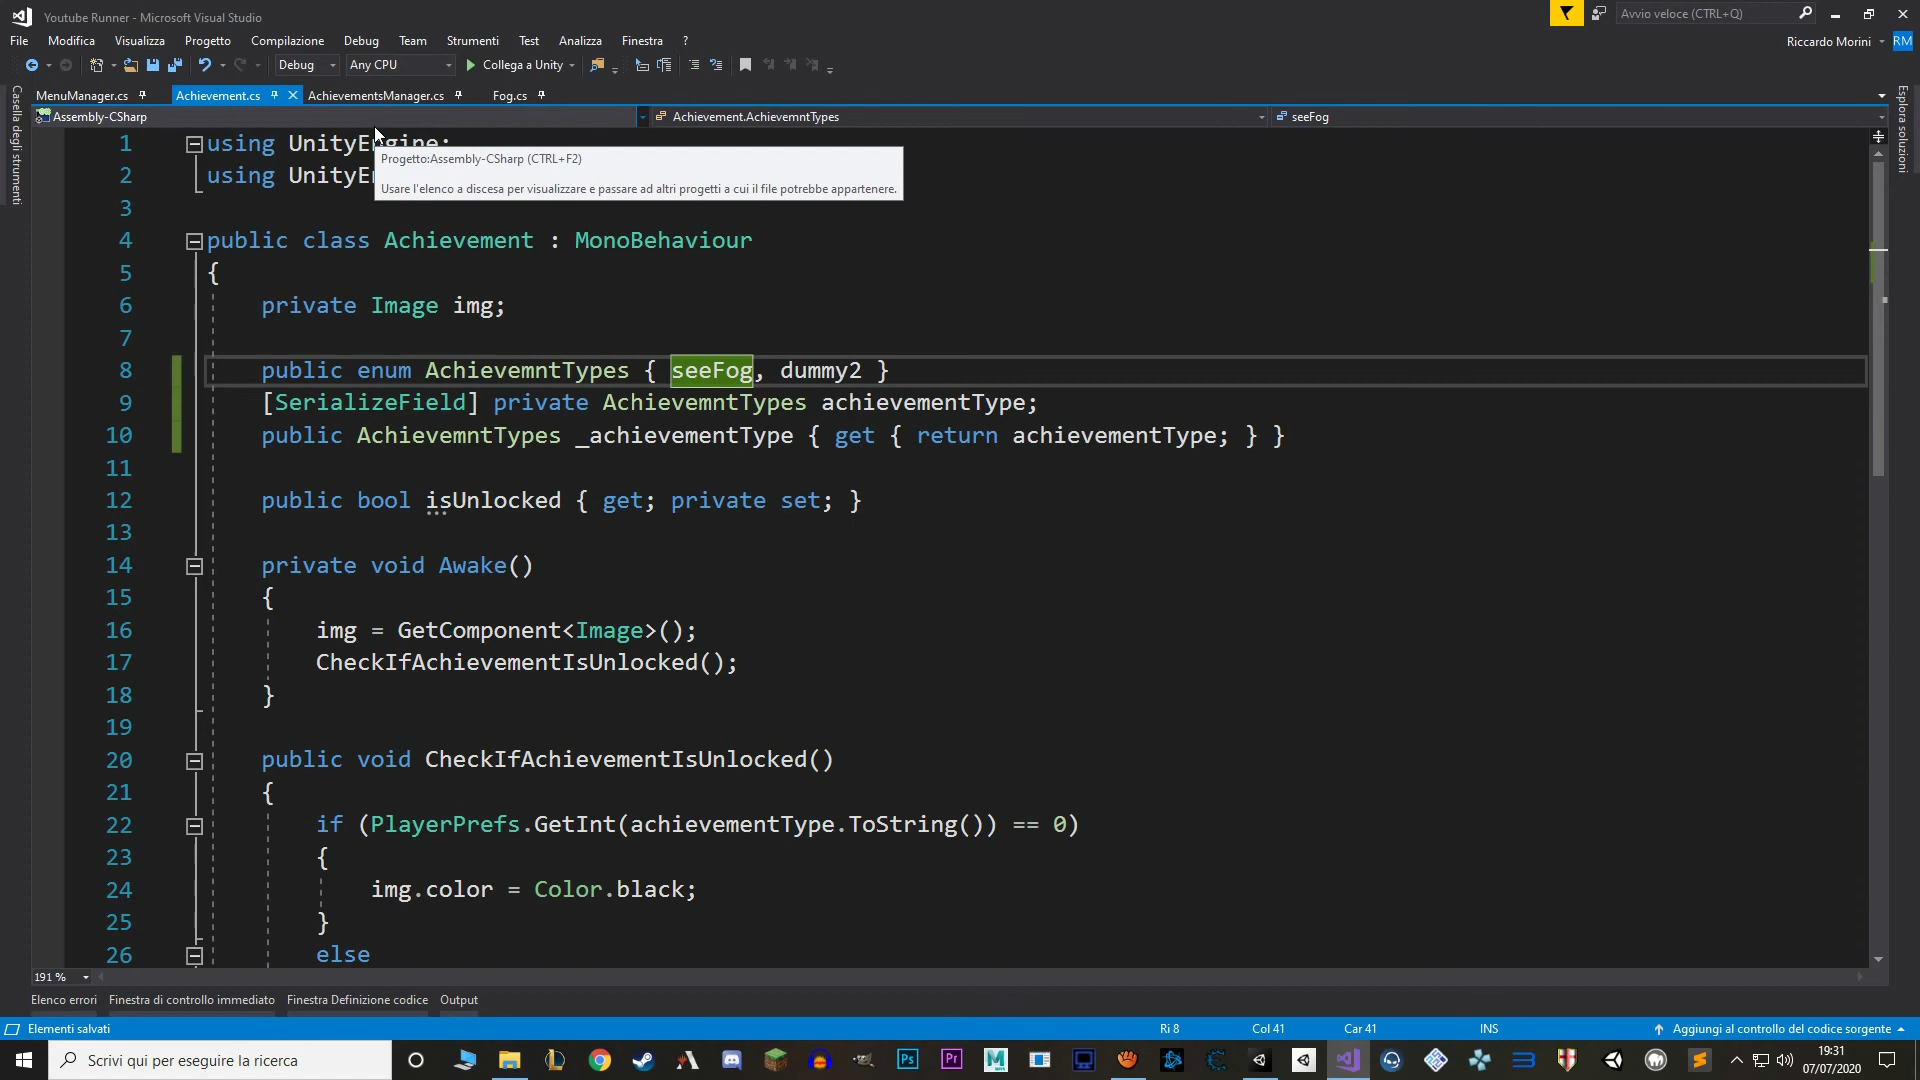 Youtube Runner - Microsoft Visual Studio
Avvio veloce (CTRL+Q)
File Modifica Visualizza Progetto Compilazione Debug Team Strumenti Test Analizza Finestra ?
Riccardo Morini RM
Debug Any CPU Collega a Unity
MenuManager.cs Achievement.cs AchievementsManager.cs Fog.cs
Assembly-CSharp Achievement.AchievemntTypes seeFog
Casella degli strumenti
Esplora soluzioni
1 using UnityEngine;
Progetto:Assembly-CSharp (CTRL+F2)
2 using UnityE
Usare l'elenco a discesa per visualizzare e passare ad altri progetti a cui il file potrebbe appartenere.
3
4 public class Achievement : MonoBehaviour
5 {
6 private Image img;
7
8 public enum AchievemntTypes { seeFog, dummy2 }
9 [SerializeField] private AchievemntTypes achievementType;
10 public AchievemntTypes _achievementType { get { return achievementType; } }
11
12 public bool isUnlocked { get; private set; }
13
14 private void Awake()
15 {
16 img = GetComponent<Image>();
17 CheckIfAchievementIsUnlocked();
18 }
19
20 public void CheckIfAchievementIsUnlocked()
21 {
22 if (PlayerPrefs.GetInt(achievementType.ToString()) == 0)
23 {
24 img.color = Color.black;
25 }
26 else
191 %
Elenco errori Finestra di controllo immediato Finestra Definizione codice Output
Elementi salvati Ri 8 Col 41 Car 41 INS Aggiungi al controllo del codice sorgente
Scrivi qui per eseguire la ricerca
Ps Pr M
19:31
07/07/2020